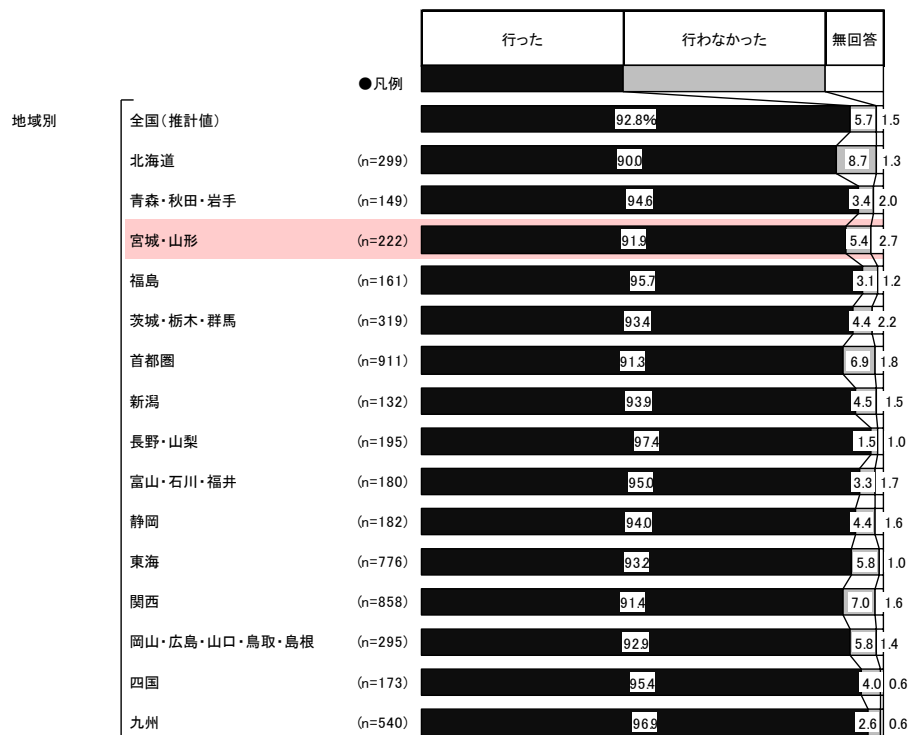 行った 行わなかった 無回答
●凡例
地域別 全国(推計値) 92.8% 5.7 1.5
北海道 (n=299) 90.0 8.7 1.3
青森・秋田・岩手 (n=149) 94.6 3.4 2.0
宮城・山形 (n=222) 91.9 5.4 2.7
福島 (n=161) 95.7 3.1 1.2
茨城・栃木・群馬 (n=319) 93.4 4.4 2.2
首都圏 (n=911) 91.3 6.9 1.8
新潟 (n=132) 93.9 4.5 1.5
長野・山梨 (n=195) 97.4 1.5 1.0
富山・石川・福井 (n=180) 95.0 3.3 1.7
静岡 (n=182) 94.0 4.4 1.6
東海 (n=776) 93.2 5.8 1.0
関西 (n=858) 91.4 7.0 1.6
岡山・広島・山口・鳥取・島根 (n=295) 92.9 5.8 1.4
四国 (n=173) 95.4 4.0 0.6
九州 (n=540) 96.9 2.6 0.6